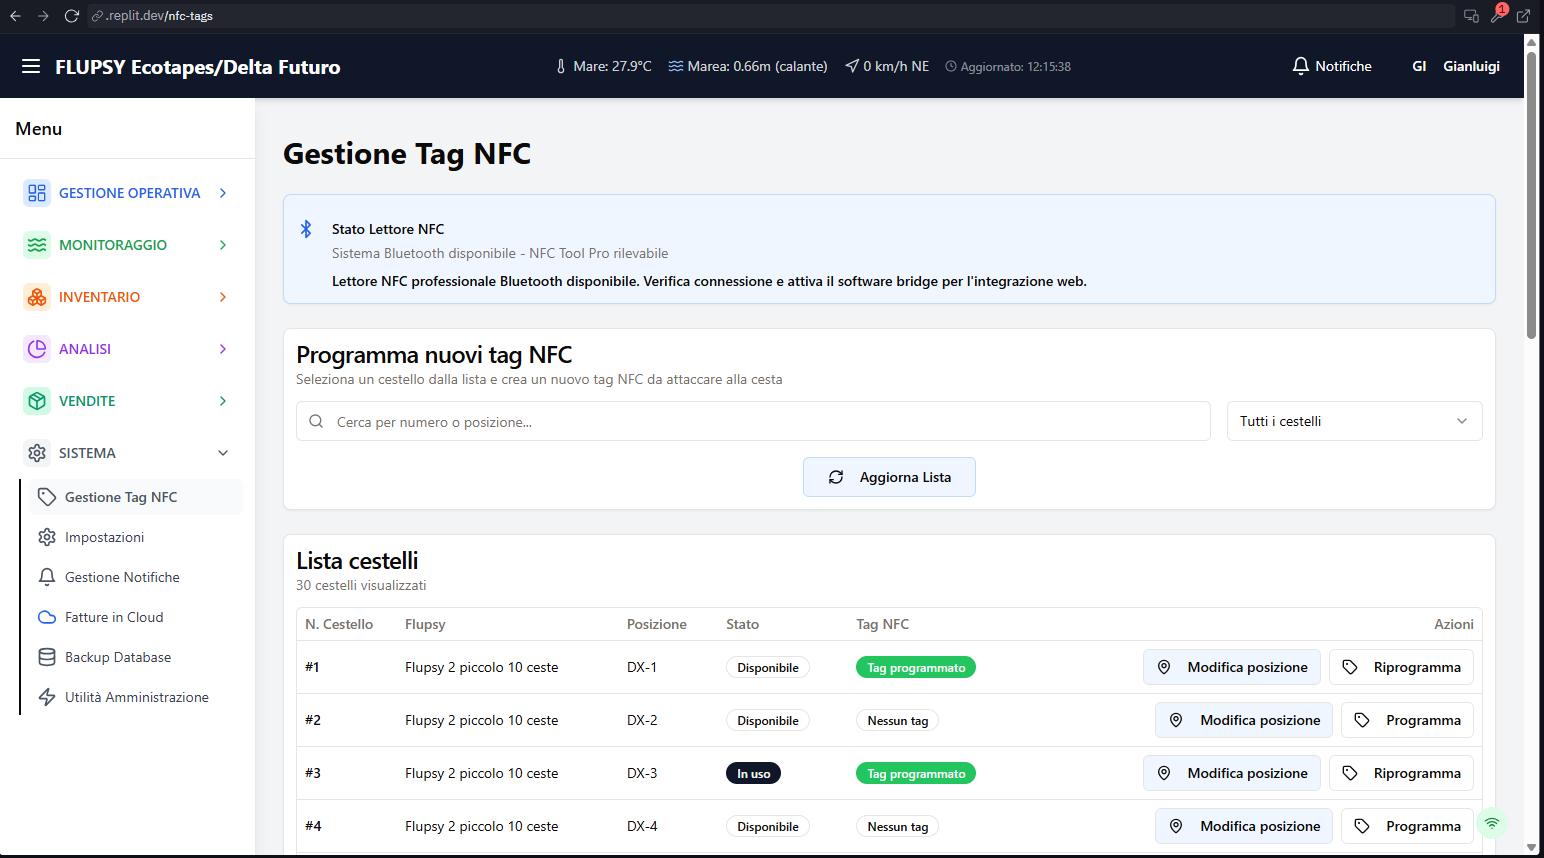 .replit.dev/nfc-tags
1
FLUPSY Ecotapes/Delta Futuro
Mare: 27.9°C
Marea: 0.66m (calante)
0 km/h NE
Aggiornato: 12:15:38
Notifiche
GI
Gianluigi
Menu
GESTIONE OPERATIVA
MONITORAGGIO
INVENTARIO
ANALISI
VENDITE
SISTEMA
Gestione Tag NFC
Impostazioni
Gestione Notifiche
Fatture in Cloud
Backup Database
Utilità Amministrazione
Gestione Tag NFC
Stato Lettore NFC
Sistema Bluetooth disponibile - NFC Tool Pro rilevabile
Lettore NFC professionale Bluetooth disponibile. Verifica connessione e attiva il software bridge per l'integrazione web.
Programma nuovi tag NFC
Seleziona un cestello dalla lista e crea un nuovo tag NFC da attaccare alla cesta
Cerca per numero o posizione...
Tutti i cestelli
Aggiorna Lista
Lista cestelli
30 cestelli visualizzati
N. Cestello Flupsy Posizione Stato Tag NFC Azioni
#1 Flupsy 2 piccolo 10 ceste DX-1 Disponibile Tag programmato Modifica posizione Riprogramma
#2 Flupsy 2 piccolo 10 ceste DX-2 Disponibile Nessun tag Modifica posizione Programma
#3 Flupsy 2 piccolo 10 ceste DX-3 In uso Tag programmato Modifica posizione Riprogramma
#4 Flupsy 2 piccolo 10 ceste DX-4 Disponibile Nessun tag Modifica posizione Programma